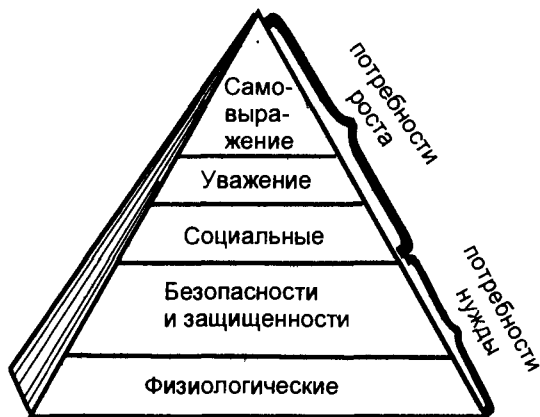 Само-
выра-
жение
Уважение
Социальные
Безопасности
и защищенности
Физиологические
потребности
роста
потребности
нужды